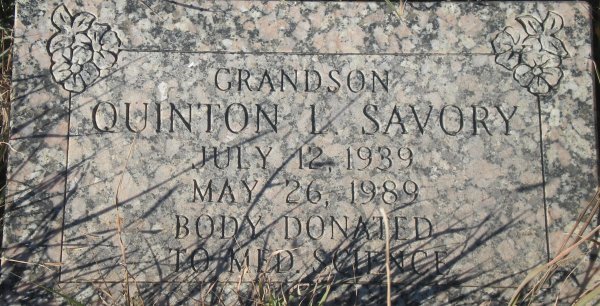 GRANDSON
QUINTON L SAVORY
JULY 12, 1939
MAY 26, 1989
BODY DONATED
TO MED SCIENCE